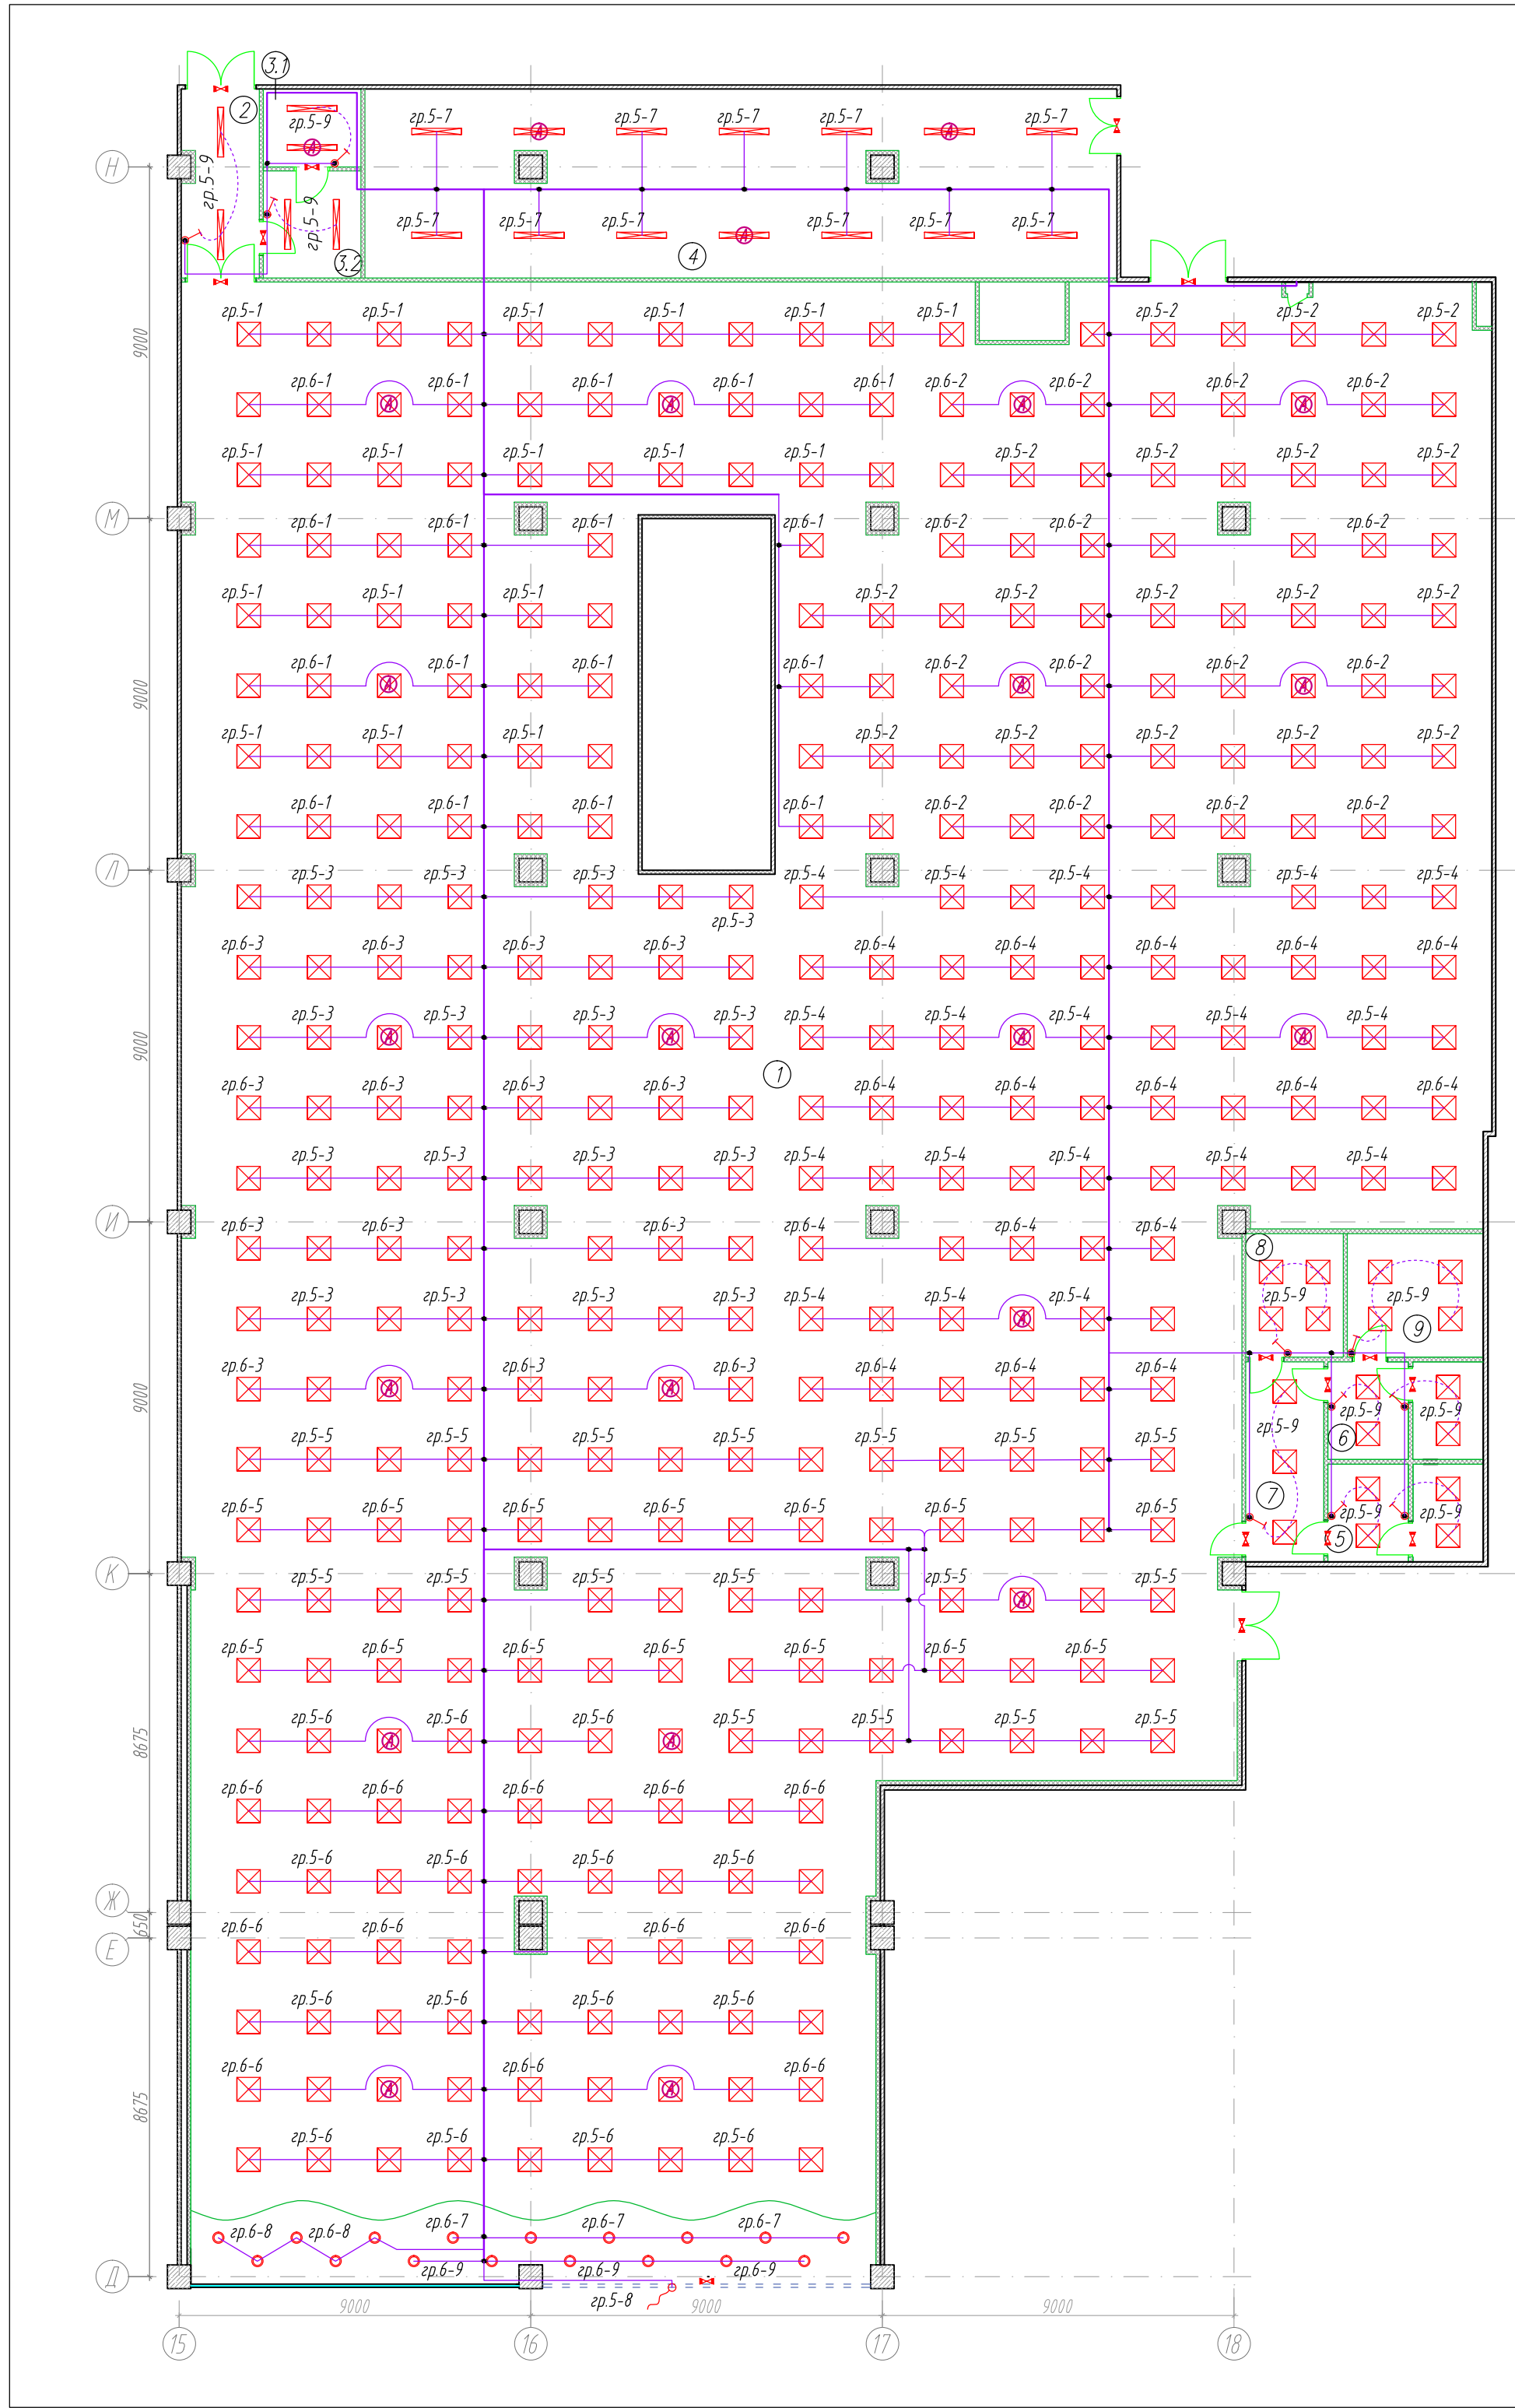 3.1
2
гр.5-9
гр.5-7 гр.5-7 гр.5-7 гр.5-7 гр.5-7
А А А
Н
гр.5-9 гр.5-9
гр.5-7 гр.5-7 гр.5-7 гр.5-7 гр.5-7 гр.5-7
А
3.2 4
гр.5-1 гр.5-1 гр.5-1 гр.5-1 гр.5-1 гр.5-1 гр.5-2 гр.5-2 гр.5-2
9000
гр.6-1 гр.6-1 гр.6-1 гр.6-1 гр.6-1 гр.6-2 гр.6-2 гр.6-2 гр.6-2
А А А А
гр.5-1 гр.5-1 гр.5-1 гр.5-1 гр.5-1 гр.5-2 гр.5-2 гр.5-2 гр.5-2
М
гр.6-1 гр.6-1 гр.6-1 гр.6-1 гр.6-2 гр.6-2 гр.6-2 гр.6-2
гр.5-1 гр.5-1 гр.5-1 гр.5-2 гр.5-2 гр.5-2 гр.5-2 гр.5-2
гр.6-1 гр.6-1 гр.6-1 гр.6-1 гр.6-2 гр.6-2 гр.6-2 гр.6-2
9000
А А А
гр.5-1 гр.5-1 гр.5-1 гр.5-2 гр.5-2 гр.5-2 гр.5-2 гр.5-2
гр.6-1 гр.6-1 гр.6-1 гр.6-1 гр.6-2 гр.6-2 гр.6-2 гр.6-2
Л
гр.5-3 гр.5-3 гр.5-3 гр.5-4 гр.5-4 гр.5-4 гр.5-4 гр.5-4
гр.5-3
гр.6-3 гр.6-3 гр.6-3 гр.6-3 гр.6-4 гр.6-4 гр.6-4 гр.6-4 гр.6-4
гр.5-3 гр.5-3 гр.5-3 гр.5-3 гр.5-4 гр.5-4 гр.5-4 гр.5-4 гр.5-4
9000
А А А А
1
гр.6-3 гр.6-3 гр.6-3 гр.6-3 гр.6-4 гр.6-4 гр.6-4 гр.6-4 гр.6-4
гр.5-3 гр.5-3 гр.5-3 гр.5-3 гр.5-4 гр.5-4 гр.5-4 гр.5-4 гр.5-4
И
гр.6-3 гр.6-3 гр.6-3 гр.6-4 гр.6-4 гр.6-4
8
гр.5-9 гр.5-9
гр.5-3 гр.5-3 гр.5-3 гр.5-3 гр.5-4 гр.5-4 гр.5-4
А
9
гр.6-3 гр.6-3 гр.6-3 гр.6-3 гр.6-4 гр.6-4 гр.6-4
9000
А А
гр.5-9 гр.5-9
гр.5-9
6
гр.5-5 гр.5-5 гр.5-5 гр.5-5 гр.5-5 гр.5-5 гр.5-5
7
гр.6-5 гр.6-5 гр.6-5 гр.6-5 гр.6-5 гр.6-5 гр.6-5
гр.5-9 гр.5-9
5
К
гр.5-5 гр.5-5 гр.5-5 гр.5-5 гр.5-5 гр.5-5
А
гр.6-5 гр.6-5 гр.6-5 гр.6-5 гр.6-5 гр.6-5 гр.6-5
гр.5-6 гр.5-6 гр.5-6 гр.5-5 гр.5-5 гр.5-5 гр.5-5
8675
А А
гр.6-6 гр.6-6 гр.6-6 гр.6-6 гр.6-6
гр.5-6 гр.5-6 гр.5-6 гр.5-6
Ж
650
гр.6-6 гр.6-6 гр.6-6 гр.6-6
Е
гр.5-6 гр.5-6 гр.5-6 гр.5-6
гр.6-6 гр.6-6 гр.6-6 гр.6-6
А А
8675
гр.5-6 гр.5-6 гр.5-6 гр.5-6
гр.6-8 гр.6-8 гр.6-7 гр.6-7 гр.6-7
гр.6-9 гр.6-9 гр.6-9
Д
гр.5-8
9000 9000 9000
15 16 17 18